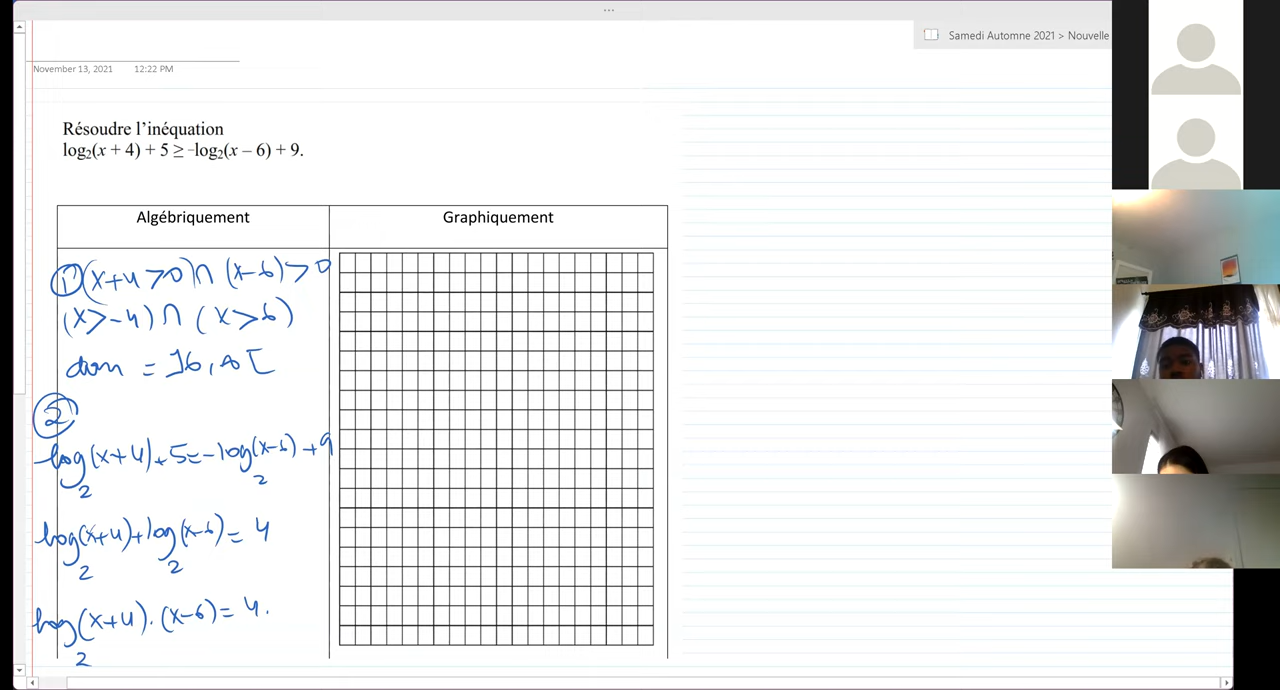 Samedi Automne 2021 > Nouvelle
November 13, 2021 12:22 PM
Résoudre l’inéquation
log₂(x + 4) + 5 ≥ -log₂(x – 6) + 9.
Algébriquement Graphiquement
① (x+4>0)∩(x-6)>0
(x>-4)∩(x>6)
dom = ]6,∞[
②
log₂(x+4)+5=-log₂(x-6)+9
log₂(x+4)+log₂(x-6)=4
log₂(x+4).(x-6)=4.